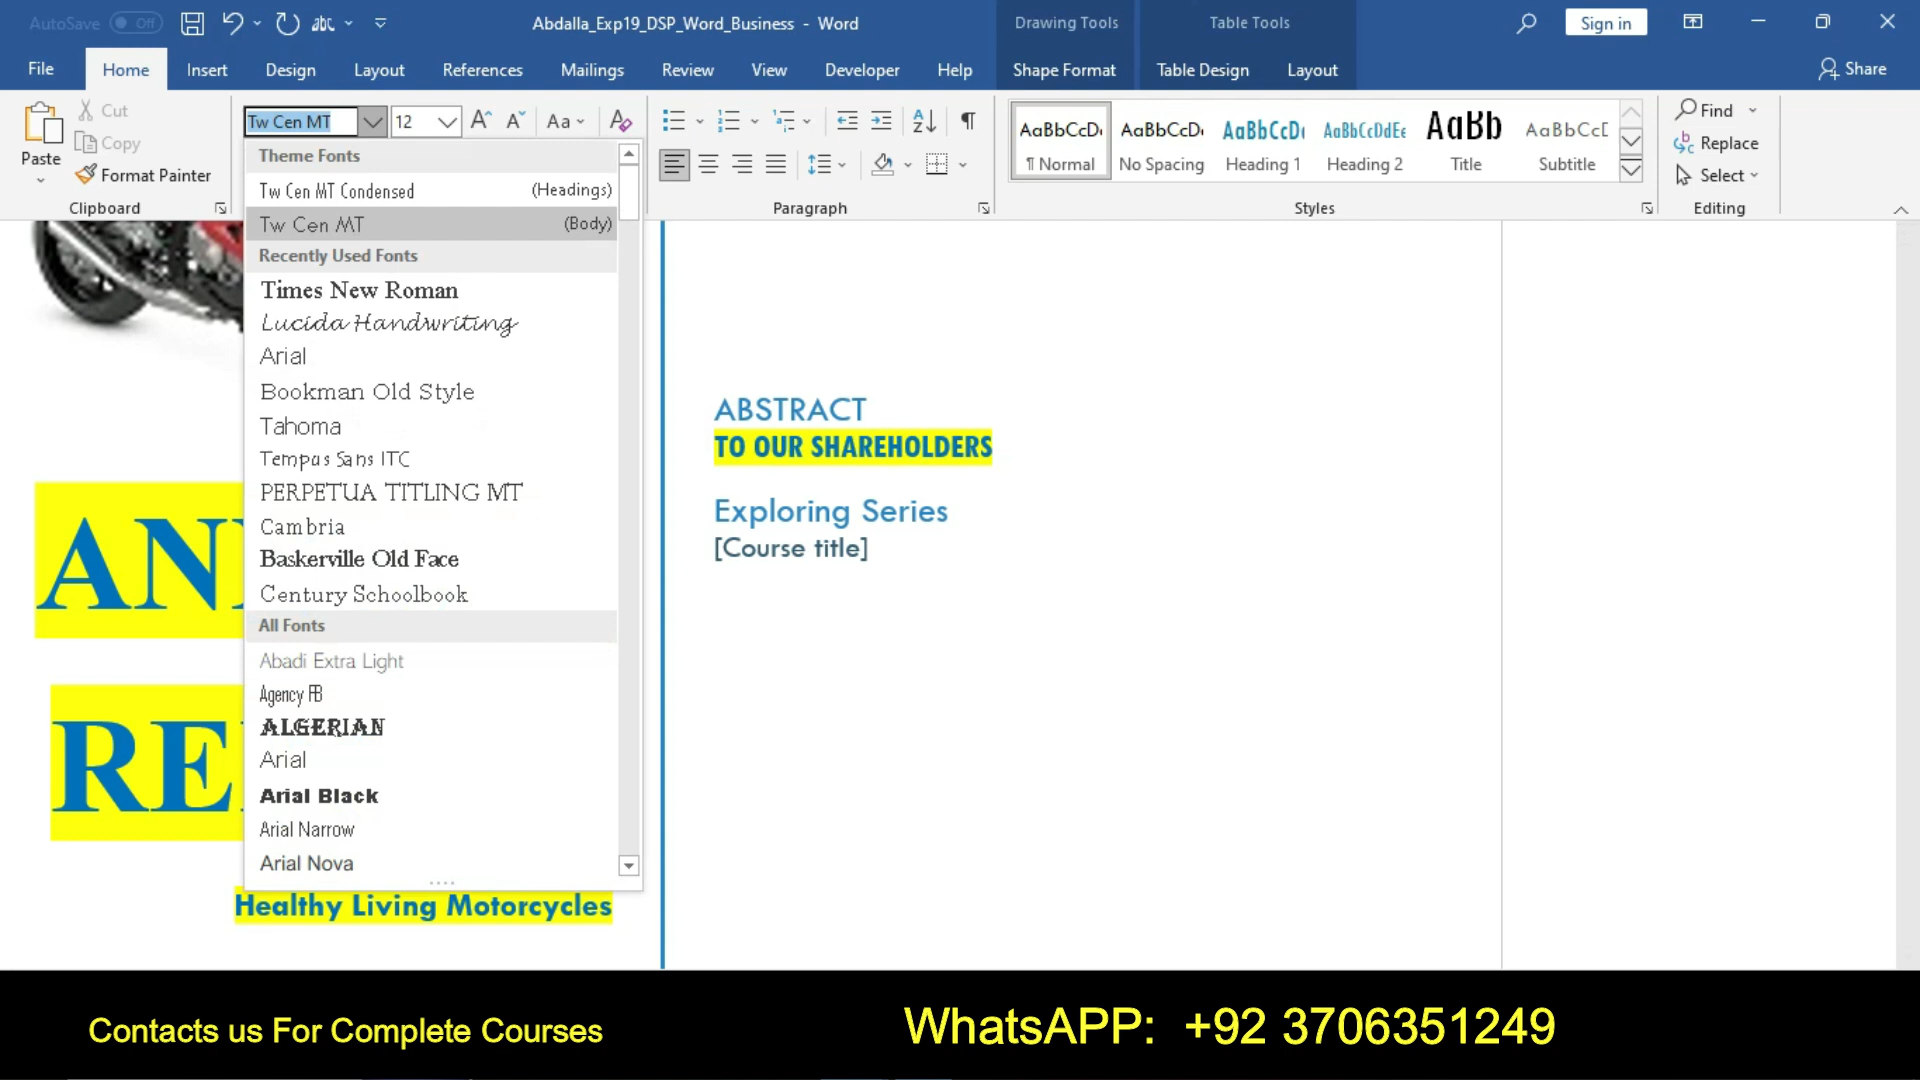 AutoSave Off abc Abdalla_Exp19_DSP_Word_Business - Word Drawing Tools Table Tools Sign in
File Home Insert Design Layout References Mailings Review View Developer Help Shape Format Table Design Layout Share
Paste
Cut
Copy
Format Painter
Clipboard
Tw Cen MT 12 Aa
Theme Fonts
Tw Cen MT Condensed (Headings)
Tw Cen MT (Body)
Recently Used Fonts
Times New Roman
Lucida Handwriting
Arial
Bookman Old Style
Tahoma
Tempus Sans ITC
PERPETUA TITLING MT
Cambria
Baskerville Old Face
Century Schoolbook
All Fonts
Abadi Extra Light
Agency FB
ALGERIAN
Arial
Arial Black
Arial Narrow
Arial Nova
Paragraph
AaBbCcDı AaBbCcDı AaBbCcDı AaBbCcDdEe AaBb AaBbCcD
¶ Normal No Spacing Heading 1 Heading 2 Title Subtitle
Styles
Find
Replace
Select
Editing
AN
RE
Healthy Living Motorcycles
ABSTRACT
TO OUR SHAREHOLDERS
Exploring Series
[Course title]
Contacts us For Complete Courses
WhatsAPP: +92 3706351249